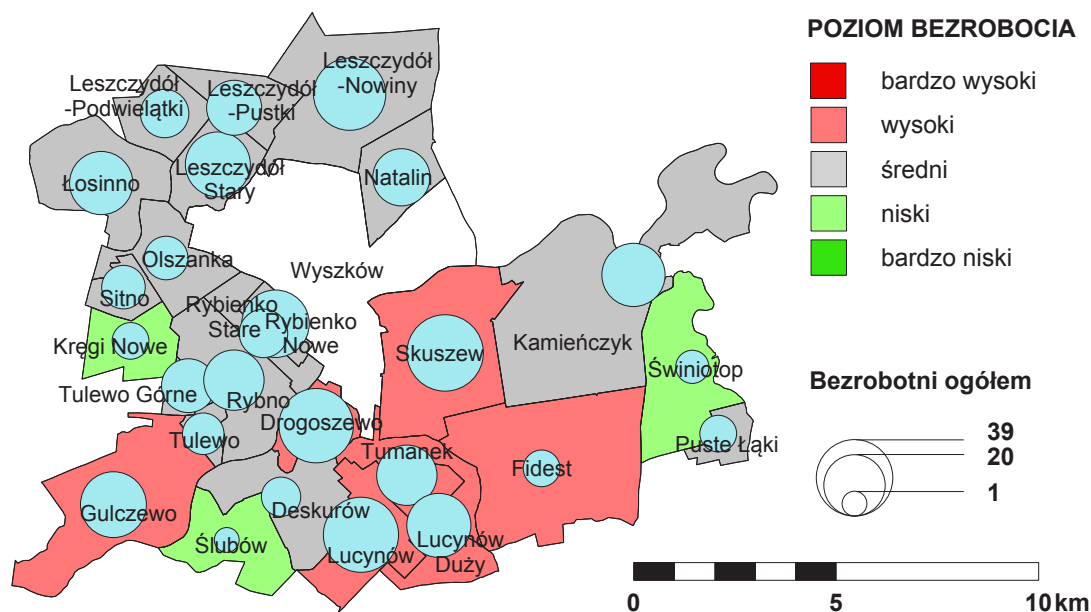 POZIOM BEZROBOCIA
bardzo wysoki
wysoki
średni
niski
bardzo niski
Bezrobotni ogółem
39
20
1
0
5
10 km
Leszczydół
-Nowiny
Leszczydół
-Podwielątki
Leszczydół
-Pustki
Leszczydół
Stary
Natalin
Łosinno
Olszanka
Wyszków
Sitno
Rybienko
Stare
Rybienko
Nowe
Kręgi Nowe
Skuszew
Kamieńczyk
Świniotop
Tulewo Górne
Rybno
Drogoszewo
Tulewo
Puste Łąki
Tumanek
Fidest
Gulczewo
Deskurów
Ślubów
Lucynów
Lucynów
Duży